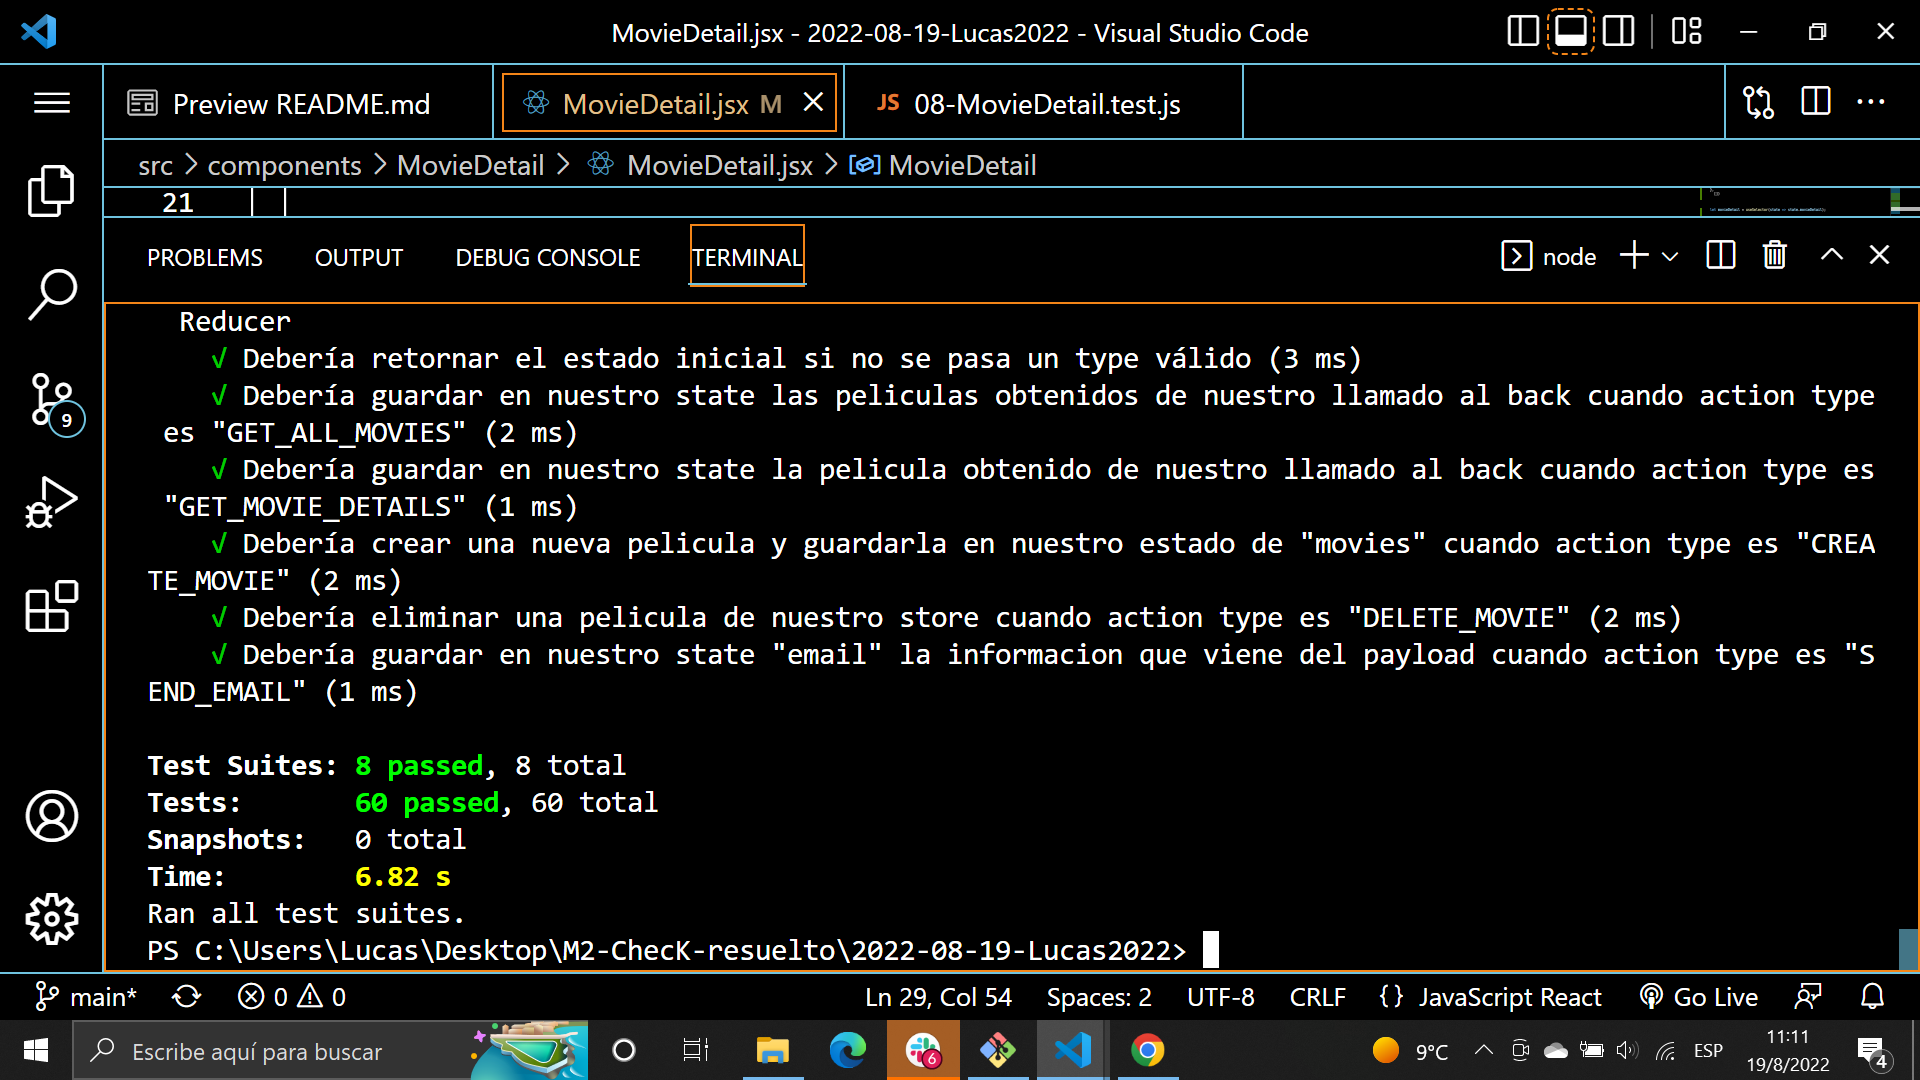 MovieDetail.jsx - 2022-08-19-Lucas2022 - Visual Studio Code
Preview README.md
MovieDetail.jsx M
JS 08-MovieDetail.test.js
src > components > MovieDetail > MovieDetail.jsx > MovieDetail
21
PROBLEMS OUTPUT DEBUG CONSOLE TERMINAL
node
Reducer
√ Debería retornar el estado inicial si no se pasa un type válido (3 ms)
√ Debería guardar en nuestro state las peliculas obtenidos de nuestro llamado al back cuando action type
es "GET_ALL_MOVIES" (2 ms)
√ Debería guardar en nuestro state la pelicula obtenido de nuestro llamado al back cuando action type es
"GET_MOVIE_DETAILS" (1 ms)
√ Debería crear una nueva pelicula y guardarla en nuestro estado de "movies" cuando action type es "CREA
TE_MOVIE" (2 ms)
√ Debería eliminar una pelicula de nuestro store cuando action type es "DELETE_MOVIE" (2 ms)
√ Debería guardar en nuestro state "email" la informacion que viene del payload cuando action type es "S
END_EMAIL" (1 ms)
Test Suites: 8 passed, 8 total
Tests: 60 passed, 60 total
Snapshots: 0 total
Time: 6.82 s
Ran all test suites.
PS C:\Users\Lucas\Desktop\M2-ChecK-resuelto\2022-08-19-Lucas2022>
9
main* 0 0 Ln 29, Col 54 Spaces: 2 UTF-8 CRLF {} JavaScript React Go Live
Escribe aquí para buscar
6
9°C
ESP
11:11
19/8/2022
4